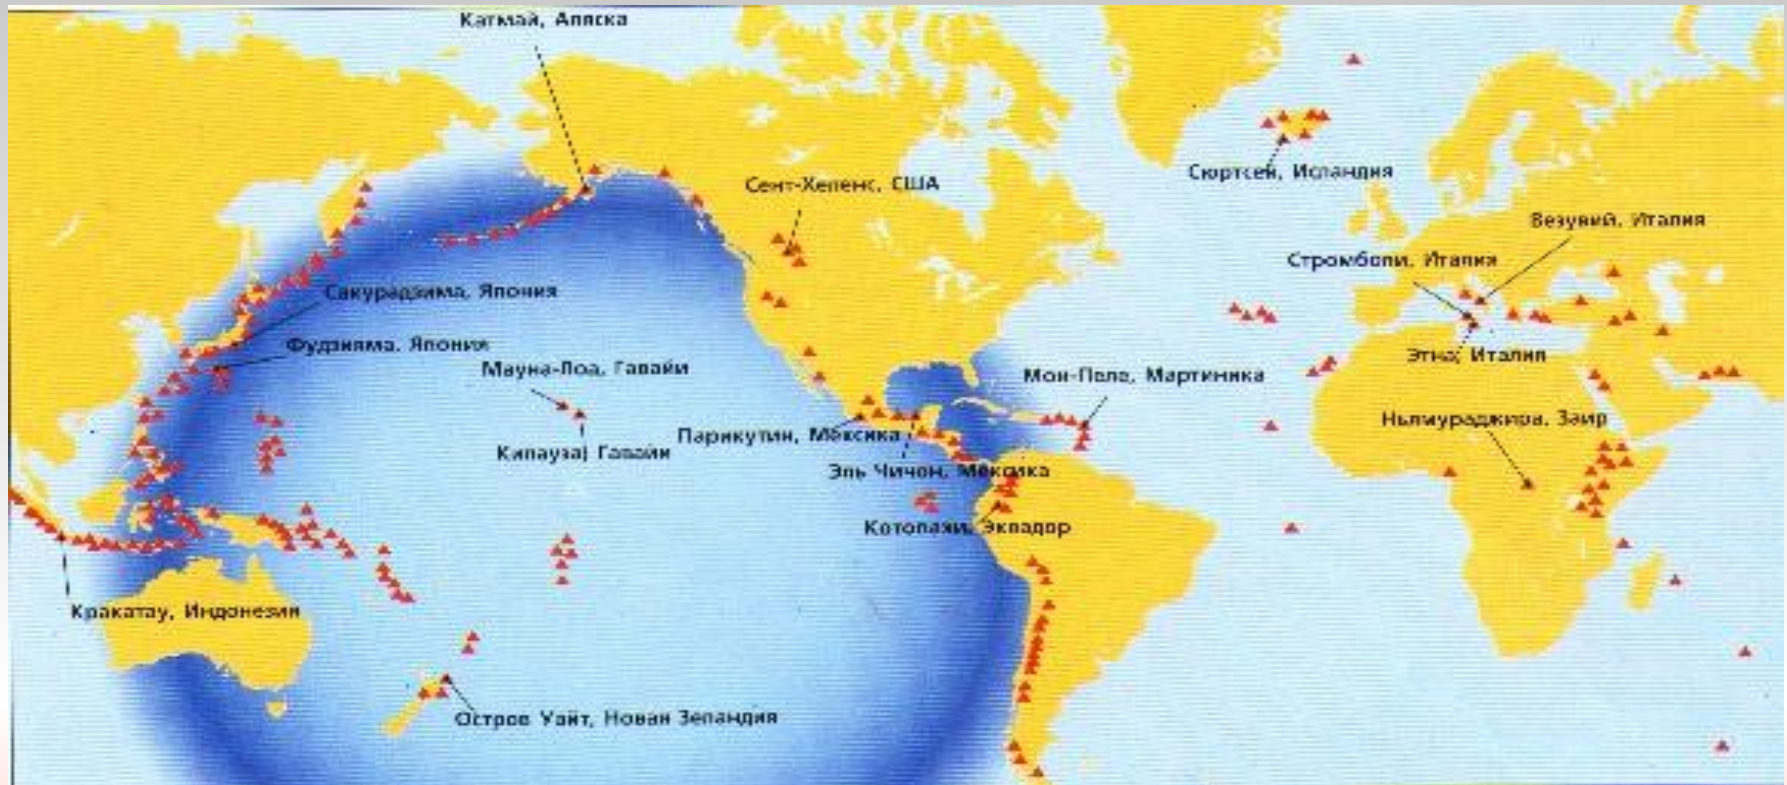 Катмай, Аляска
Сент-Хеленс, США
Сюртсей, Исландия
Везувий, Италия
Стромболи, Италия
Сакурадзима, Япония
Фудзияма, Япония
Этна, Италия
Мауна-Лоа, Гавайи
Мон-Пеле, Мартиника
Ньямураджира, Заир
Парикутин, Мексика
Килауэа, Гавайи
Эль Чичон, Мексика
Котопахи, Эквадор
Кракатау, Индонезия
Остров Уайт, Новая Зеландия